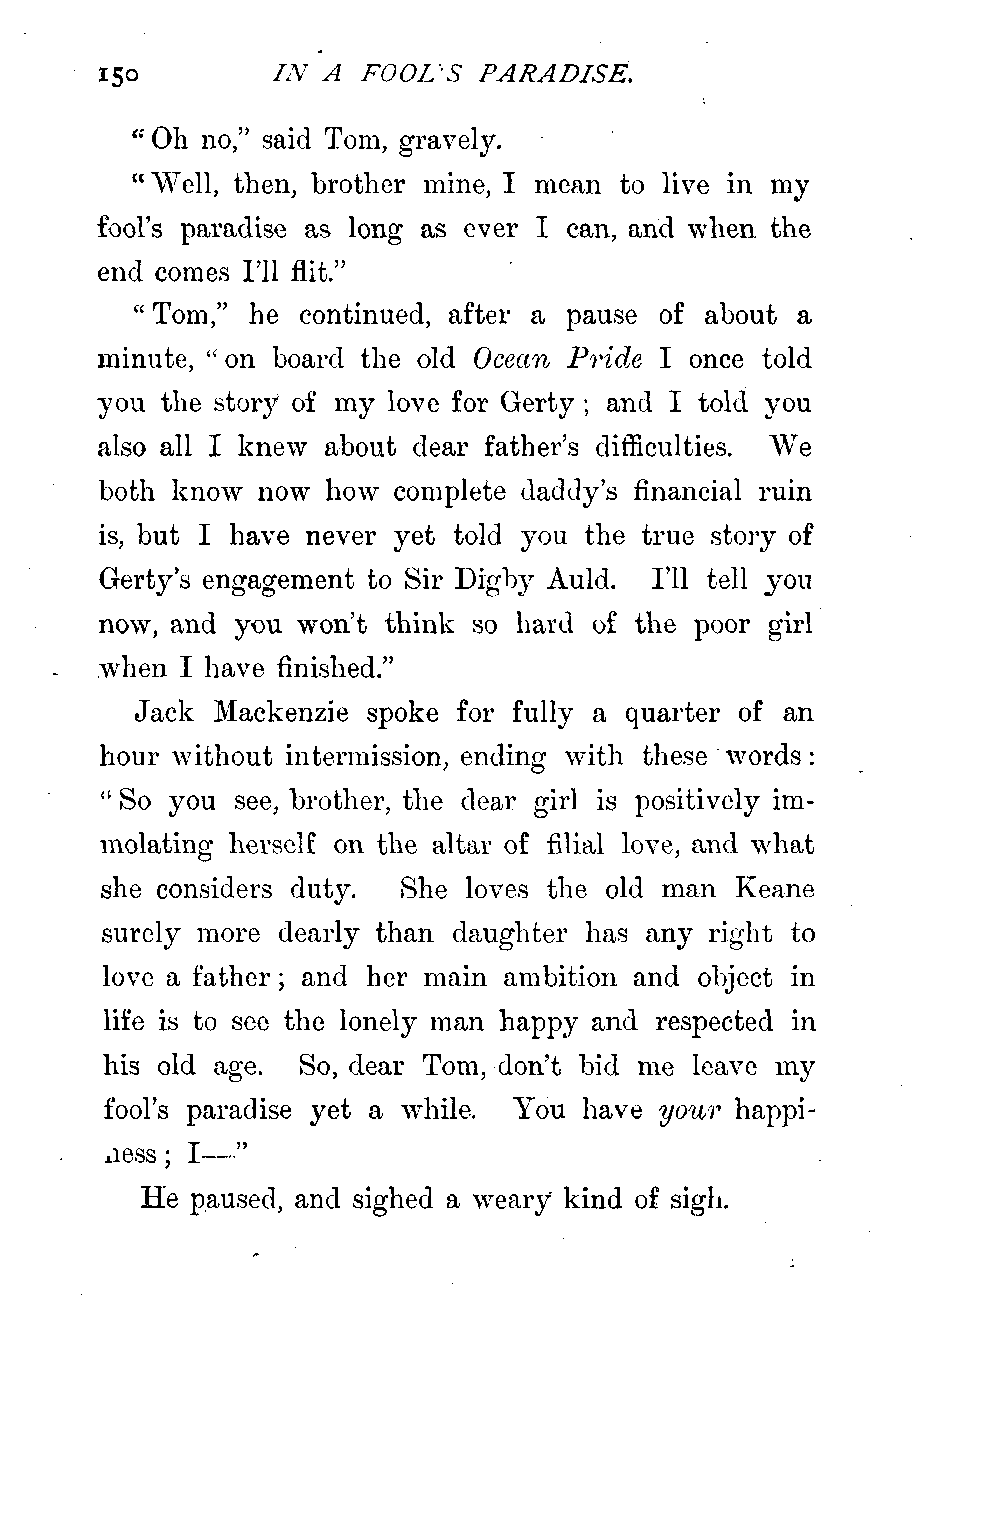 150 IN A FOOL'S PARADISE.
"Oh no," said Tom, gravely.
"Well, then, brother mine, I mean to live in my
fool's paradise as long as ever I can, and when the
end comes I'll flit."
"Tom," he continued, after a pause of about a
minute, "on board the old Ocean Pride I once told
you the story of my love for Gerty; and I told you
also all I knew about dear father's difficulties. We
both know now how complete daddy's financial ruin
is, but I have never yet told you the true story of
Gerty's engagement to Sir Digby Auld. I'll tell you
now, and you won't think so hard of the poor girl
when I have finished."
Jack Mackenzie spoke for fully a quarter of an
hour without intermission, ending with these words:
"So you see, brother, the dear girl is positively im-
molating herself on the altar of filial love, and what
she considers duty. She loves the old man Keane
surely more dearly than daughter has any right to
love a father; and her main ambition and object in
life is to see the lonely man happy and respected in
his old age. So, dear Tom, don't bid me leave my
fool's paradise yet a while. You have your happi-
ness; I—"
He paused, and sighed a weary kind of sigh.